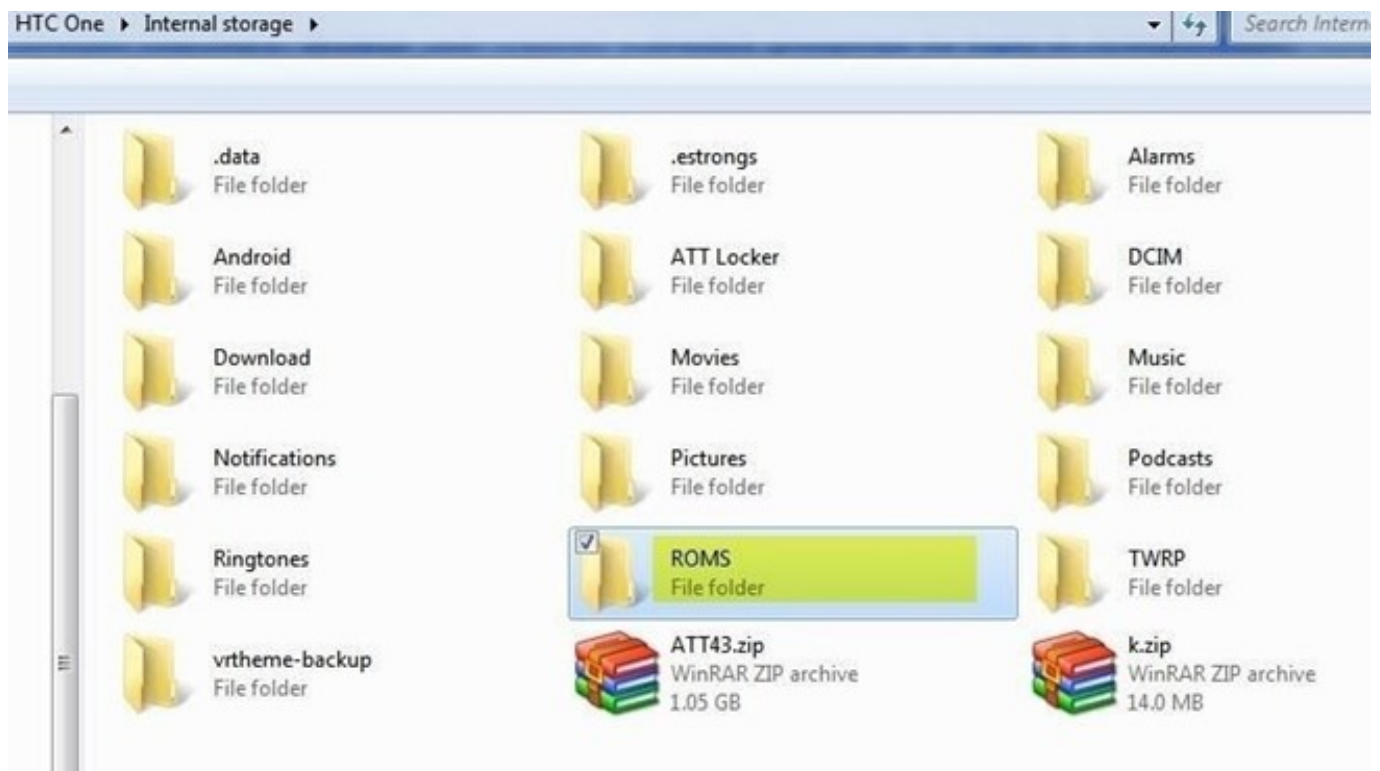 HTC One ▸ Internal storage ▸
Search Intern
.data
File folder
.estrongs
File folder
Alarms
File folder
Android
File folder
ATT Locker
File folder
DCIM
File folder
Download
File folder
Movies
File folder
Music
File folder
Notifications
File folder
Pictures
File folder
Podcasts
File folder
Ringtones
File folder
ROMS
File folder
TWRP
File folder
vrtheme-backup
File folder
ATT43.zip
WinRAR ZIP archive
1.05 GB
k.zip
WinRAR ZIP archive
14.0 MB